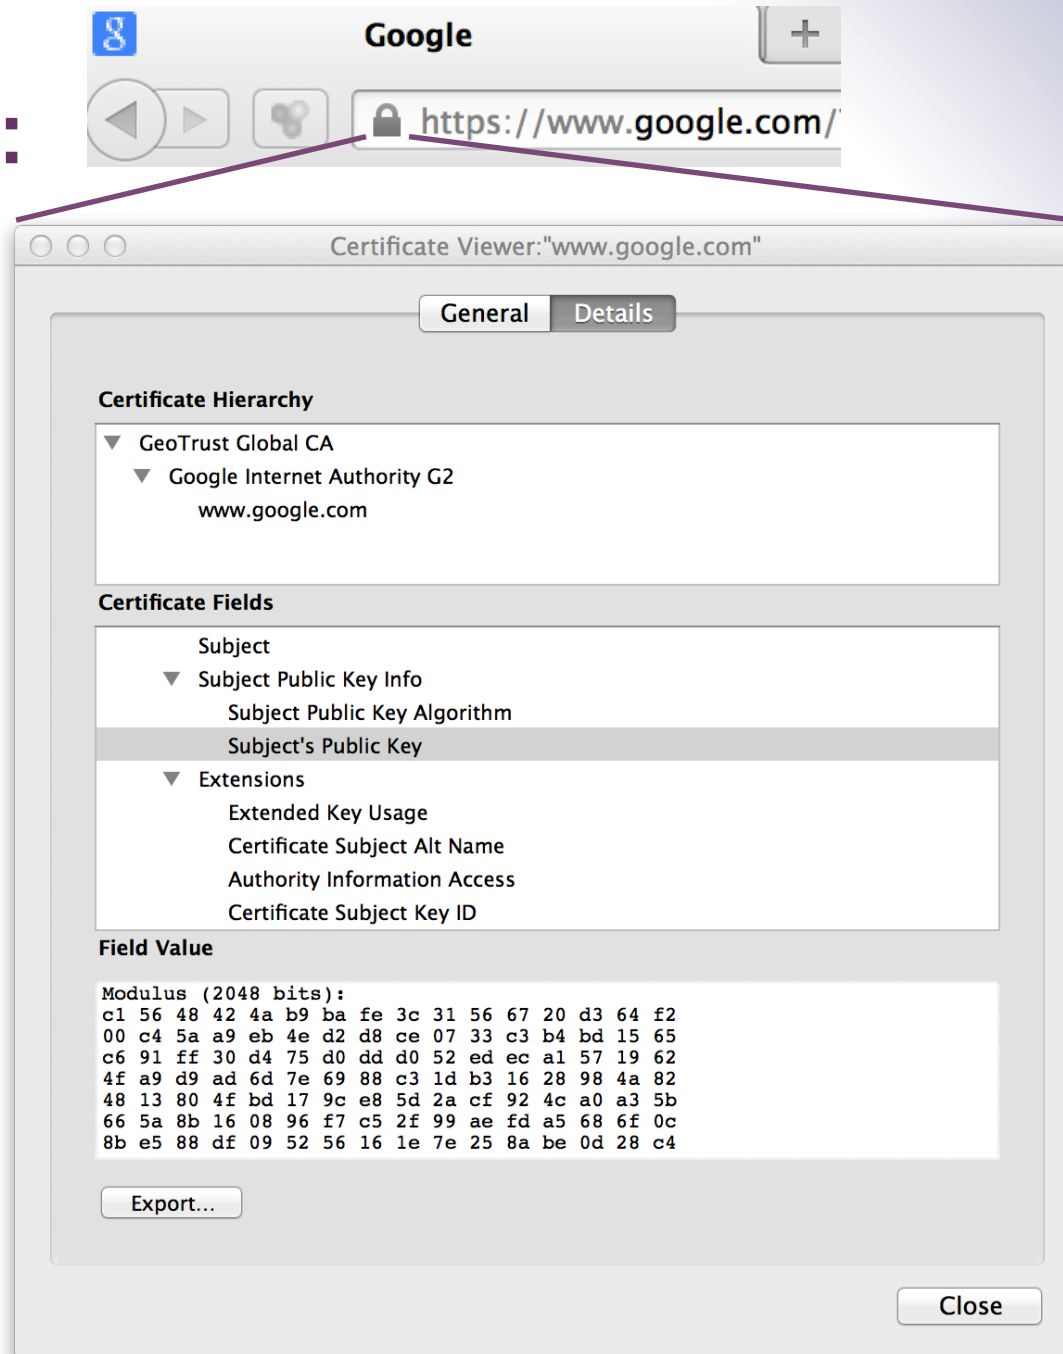 8 Google +
https://www.google.com/
Certificate Viewer:"www.google.com"
General Details
Certificate Hierarchy
GeoTrust Global CA
Google Internet Authority G2
www.google.com
Certificate Fields
Subject
Subject Public Key Info
Subject Public Key Algorithm
Subject's Public Key
Extensions
Extended Key Usage
Certificate Subject Alt Name
Authority Information Access
Certificate Subject Key ID
Field Value
Modulus (2048 bits):
c1 56 48 42 4a b9 ba fe 3c 31 56 67 20 d3 64 f2
00 c4 5a a9 eb 4e d2 d8 ce 07 33 c3 b4 bd 15 65
c6 91 ff 30 d4 75 d0 dd d0 52 ed ec a1 57 19 62
4f a9 d9 ad 6d 7e 69 88 c3 1d b3 16 28 98 4a 82
48 13 80 4f bd 17 9c e8 5d 2a cf 92 4c a0 a3 5b
66 5a 8b 16 08 96 f7 c5 2f 99 ae fd a5 68 6f 0c
8b e5 88 df 09 52 56 16 1e 7e 25 8a be 0d 28 c4
Export...
Close